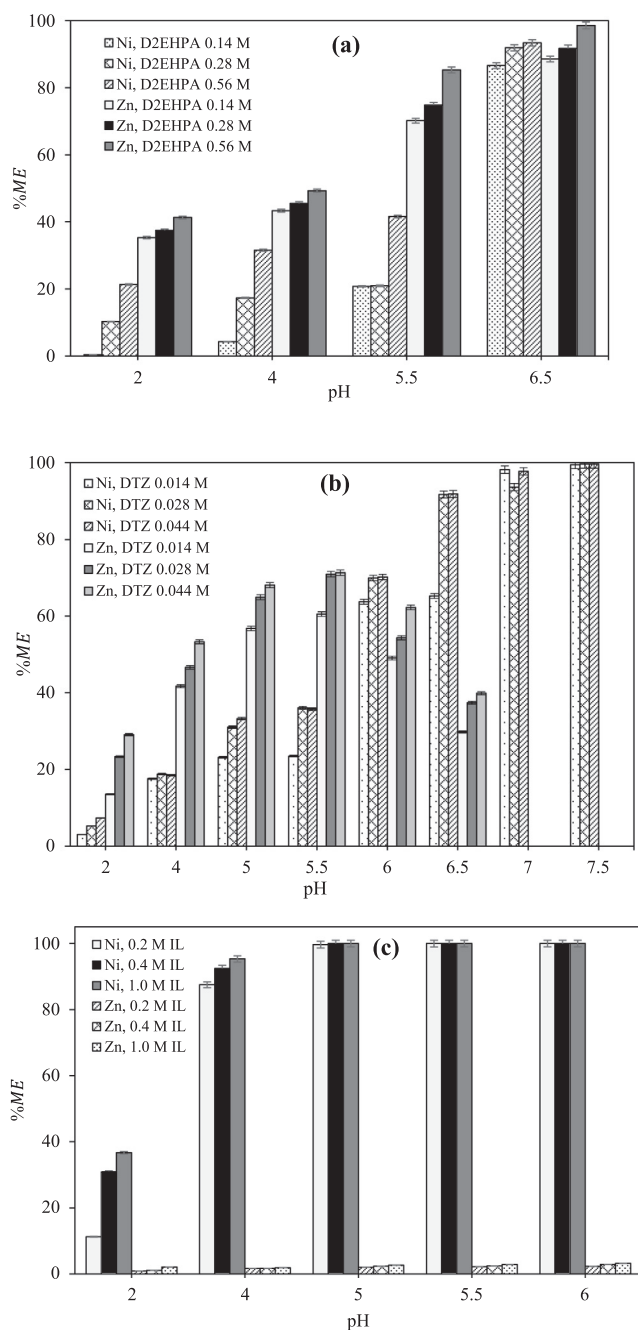 (a)
Ni, D2EHPA 0.14 M
Ni, D2EHPA 0.28 M
Ni, D2EHPA 0.56 M
Zn, D2EHPA 0.14 M
Zn, D2EHPA 0.28 M
Zn, D2EHPA 0.56 M
%ME
100
80
60
40
20
0
2 4 5.5 6.5
pH
(b)
Ni, DTZ 0.014 M
Ni, DTZ 0.028 M
Ni, DTZ 0.044 M
Zn, DTZ 0.014 M
Zn, DTZ 0.028 M
Zn, DTZ 0.044 M
%ME
100
80
60
40
20
0
2 4 5 5.5 6 6.5 7 7.5
pH
(c)
Ni, 0.2 M IL
Ni, 0.4 M IL
Ni, 1.0 M IL
Zn, 0.2 M IL
Zn, 0.4 M IL
Zn, 1.0 M IL
%ME
100
80
60
40
20
0
2 4 5 5.5 6
pH